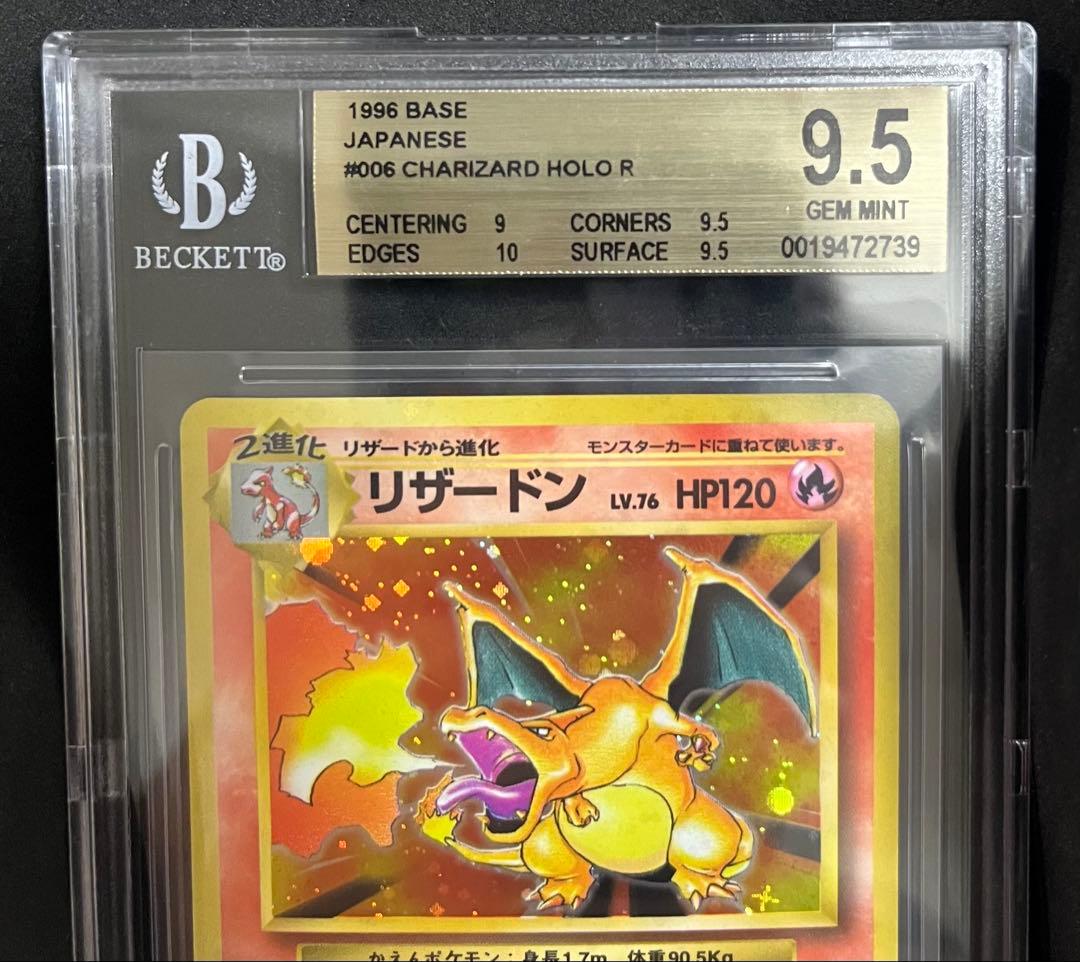 1996 BASE
JAPANESE
#006 CHARIZARD HOLO R
9.5
GEM MINT
CENTERING 9 CORNERS 9.5
EDGES 10 SURFACE 9.5
0019472739
B
BECKETT®
2進化 リザードから進化 モンスターカードに重ねて使います。
リザードン LV.76 HP120
かえんポケモン：身長1.7m 体重90.5Kg